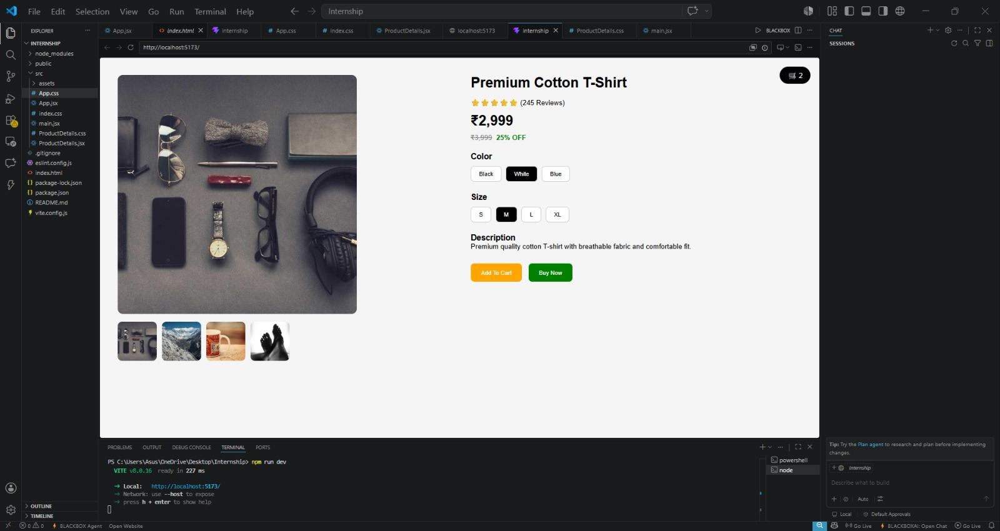 File Edit Selection View Go Run Terminal Help
Internship
EXPLORER
INTERNSHIP
node_modules
public
src
assets
App.css
App.jsx
index.css
main.jsx
ProductDetails.css
ProductDetails.jsx
.gitignore
eslint.config.js
index.html
package-lock.json
package.json
README.md
vite.config.js
OUTLINE
TIMELINE
App.jsx index.html internship App.css index.css ProductDetails.jsx localhost:5173 internship ProductDetails.css main.jsx
BLACKBOX
http://localhost:5173/
2
Premium Cotton T-Shirt
(245 Reviews)
₹2,999
₹3,999 25% OFF
Color
Black White Blue
Size
S M L XL
Description
Premium quality cotton T-shirt with breathable fabric and comfortable fit.
Add To Cart Buy Now
PROBLEMS OUTPUT DEBUG CONSOLE TERMINAL PORTS
PS C:\Users\Asus\OneDrive\Desktop\Internship> npm run dev
VITE v8.0.16 ready in 227 ms
➜ Local: http://localhost:5173/
➜ Network: use --host to expose
➜ press h + enter to show help
powershell
node
CHAT
SESSIONS
Tip: Try the Plan agent to research and plan before implementing
changes.
internship
Describe what to build
Auto
Local Default Approvals
0 0 BLACKBOX Agent Open Website
Go Live BLACKBOXAI: Open Chat Go Live